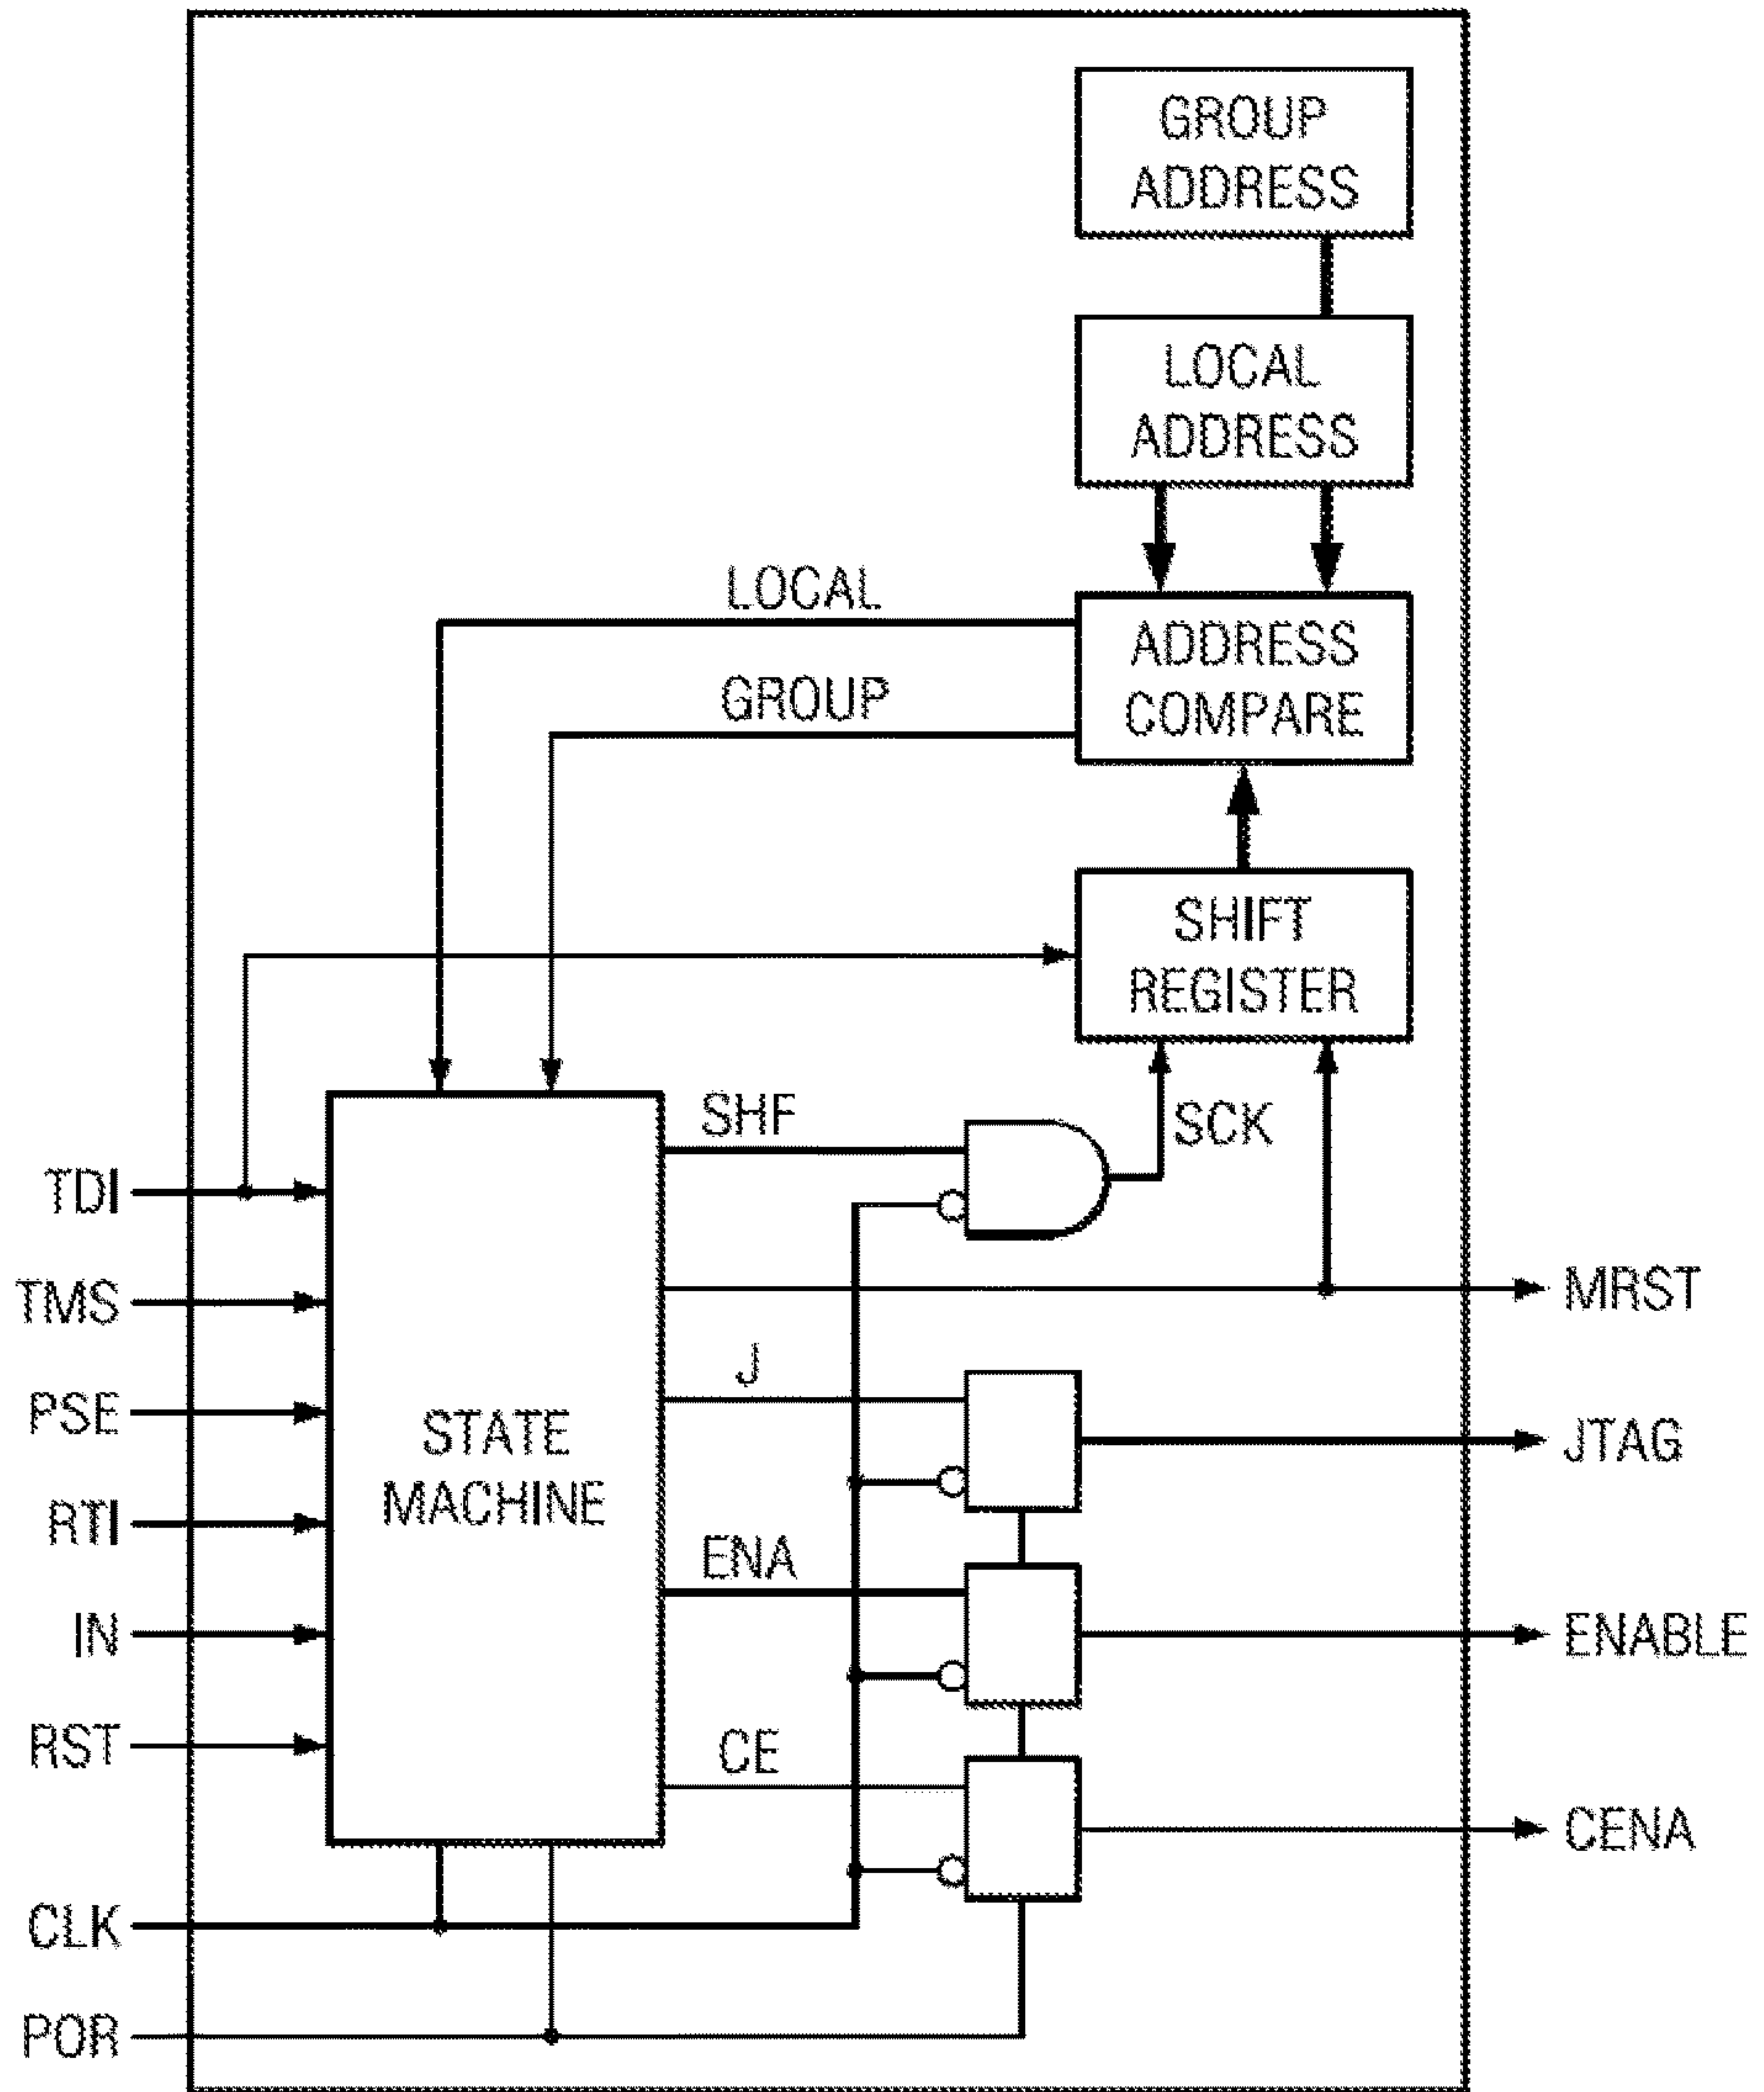 GROUP
ADDRESS
LOCAL
ADDRESS
LOCAL
ADDRESS
COMPARE
GROUP
SHIFT
REGISTER
SHF
SCK
TDI
TMS
MRST
J
PSE
STATE
MACHINE
JTAG
RTI
ENA
IN
ENABLE
RST
CE
CENA
CLK
POR